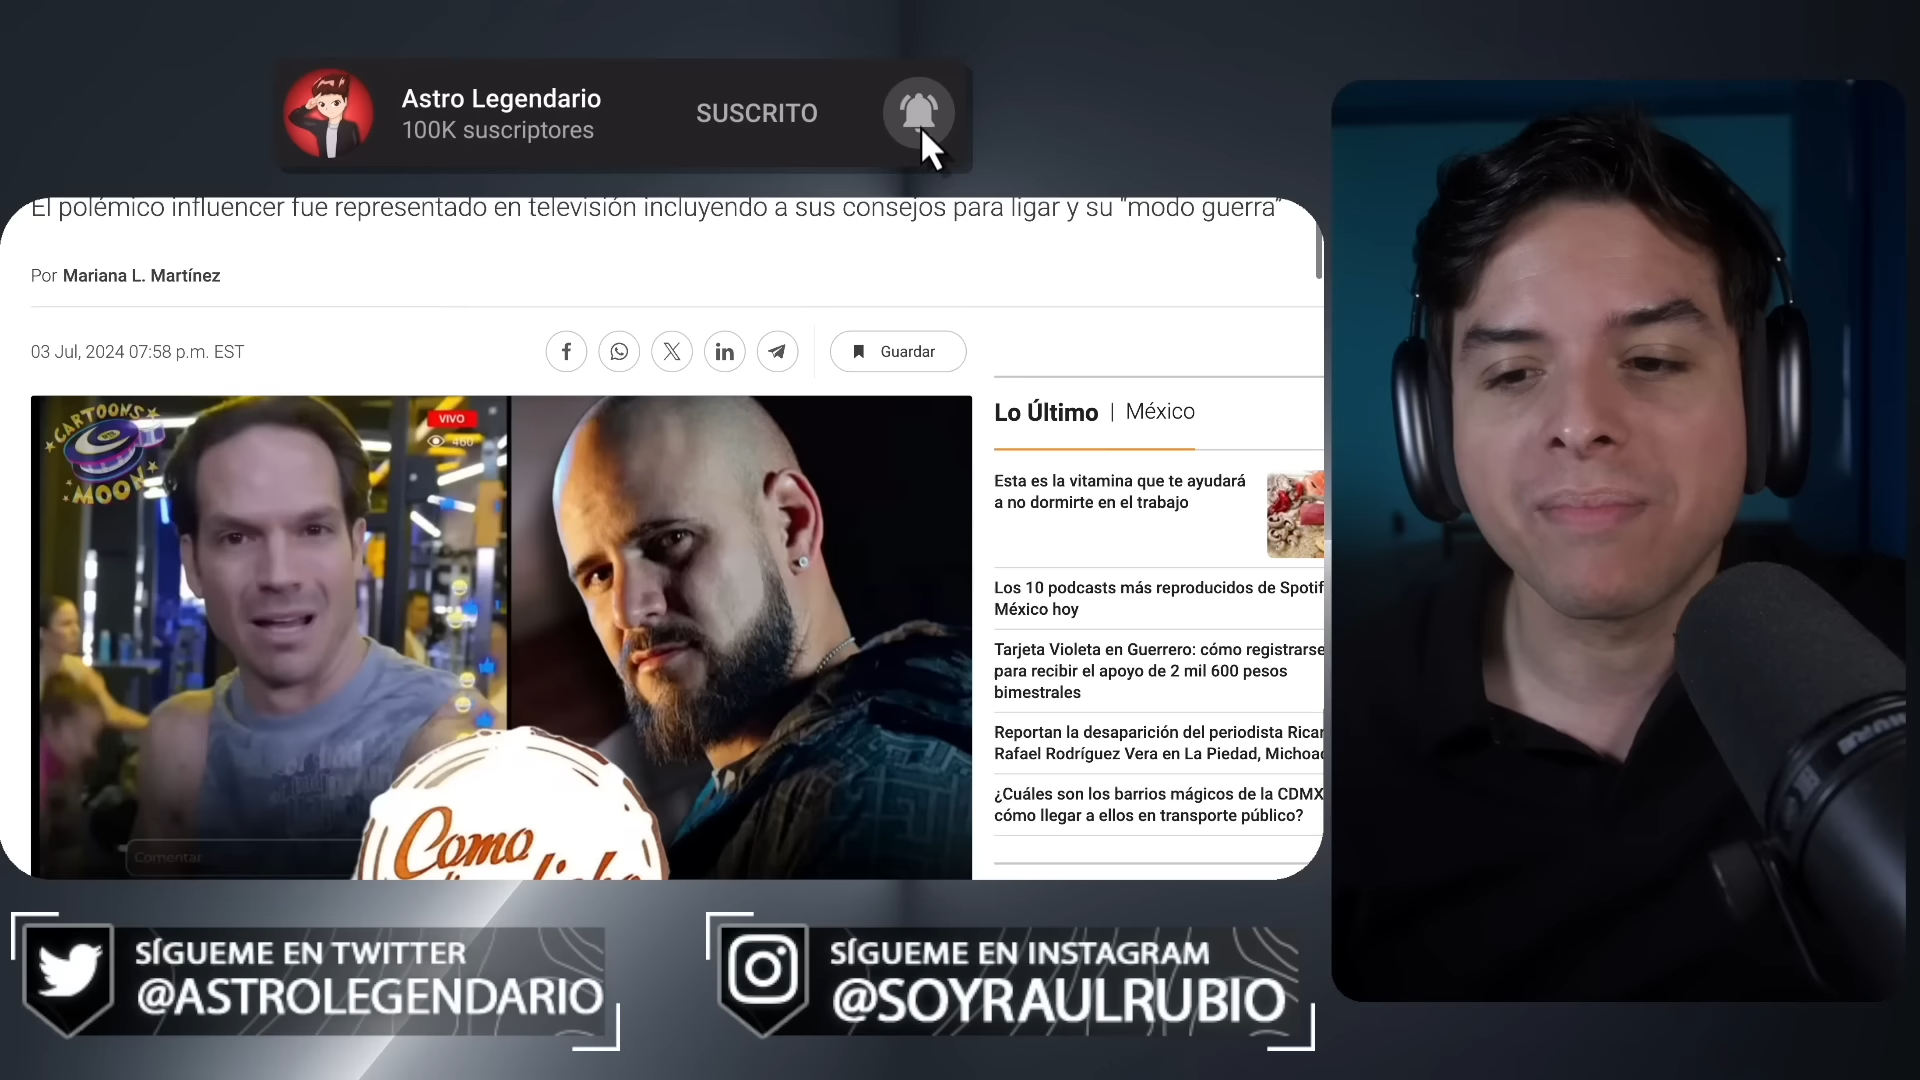 Astro Legendario
100K suscriptores
SUSCRITO
El polémico influencer fue representado en televisión incluyendo a sus consejos para ligar y su "modo guerra"
Por Mariana L. Martínez
03 Jul, 2024 07:58 p.m. EST
Guardar
CARTOONS
MOON
VIVO
460
Comentar
Como
dicho
Lo Último | México
Esta es la vitamina que te ayudará
a no dormirte en el trabajo
Los 10 podcasts más reproducidos de Spotif
México hoy
Tarjeta Violeta en Guerrero: cómo registrarse
para recibir el apoyo de 2 mil 600 pesos
bimestrales
Reportan la desaparición del periodista Ricar
Rafael Rodríguez Vera en La Piedad, Michoac
¿Cuáles son los barrios mágicos de la CDMX
cómo llegar a ellos en transporte público?
SÍGUEME EN TWITTER
@ASTROLEGENDARIO
SÍGUEME EN INSTAGRAM
@SOYRAULRUBIO